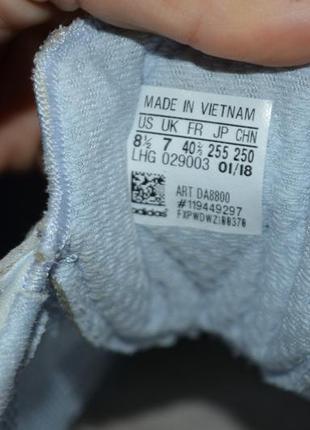 MADE IN VIETNAM
US UK FR JP CHN
8½ 7 40⅔ 255 250
LHG 029003 01/18
ART DA8800
#119449297
adidas